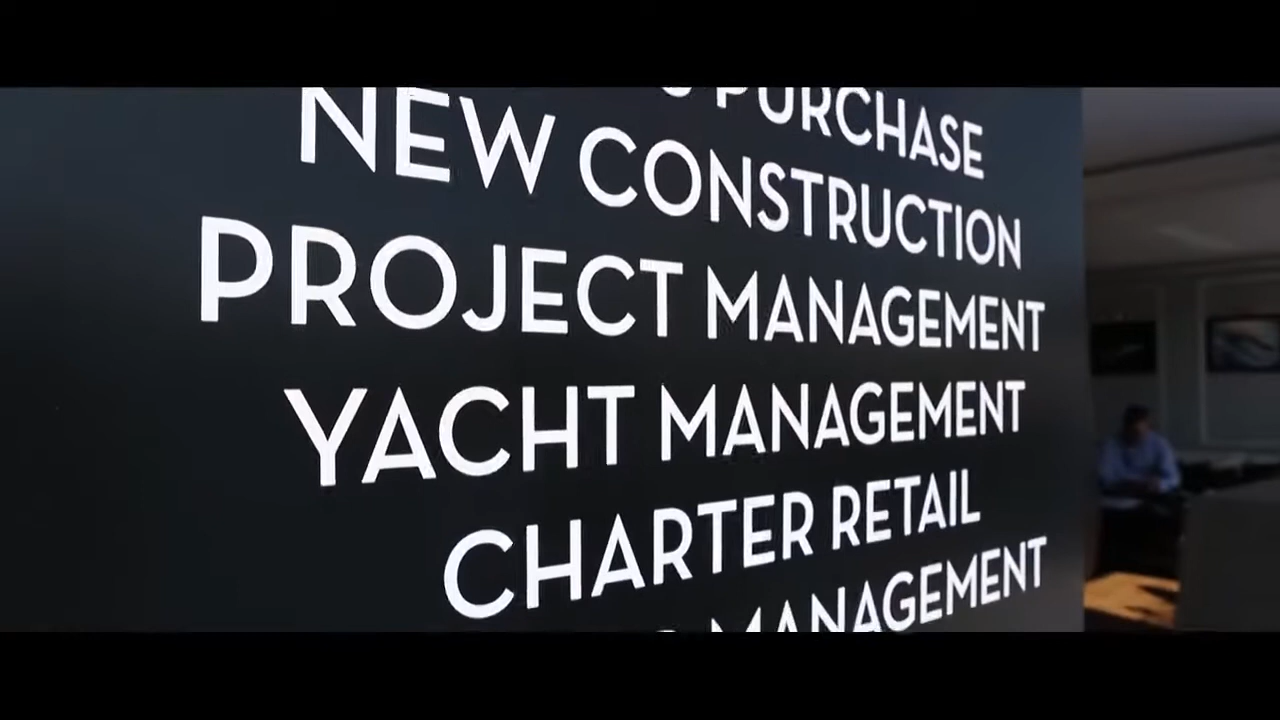 PURCHASE
NEW CONSTRUCTION
PROJECT MANAGEMENT
YACHT MANAGEMENT
CHARTER RETAIL
MANAGEMENT